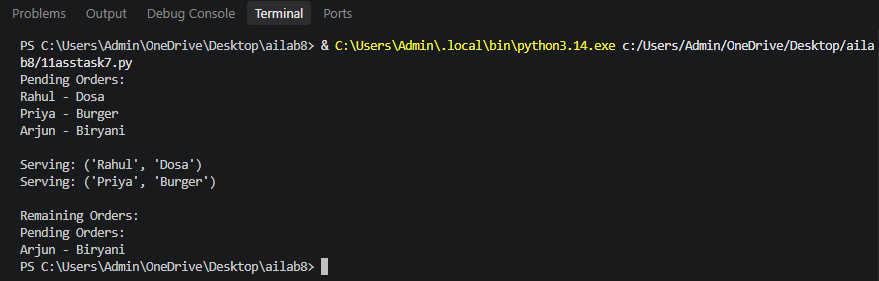 Problems Output Debug Console Terminal Ports
PS C:\Users\Admin\OneDrive\Desktop\ailab8> & C:\Users\Admin\.local\bin\python3.14.exe c:/Users/Admin/OneDrive/Desktop/aila
b8/11asstask7.py
Pending Orders:
Rahul - Dosa
Priya - Burger
Arjun - Biryani
Serving: ('Rahul', 'Dosa')
Serving: ('Priya', 'Burger')
Remaining Orders:
Pending Orders:
Arjun - Biryani
PS C:\Users\Admin\OneDrive\Desktop\ailab8>